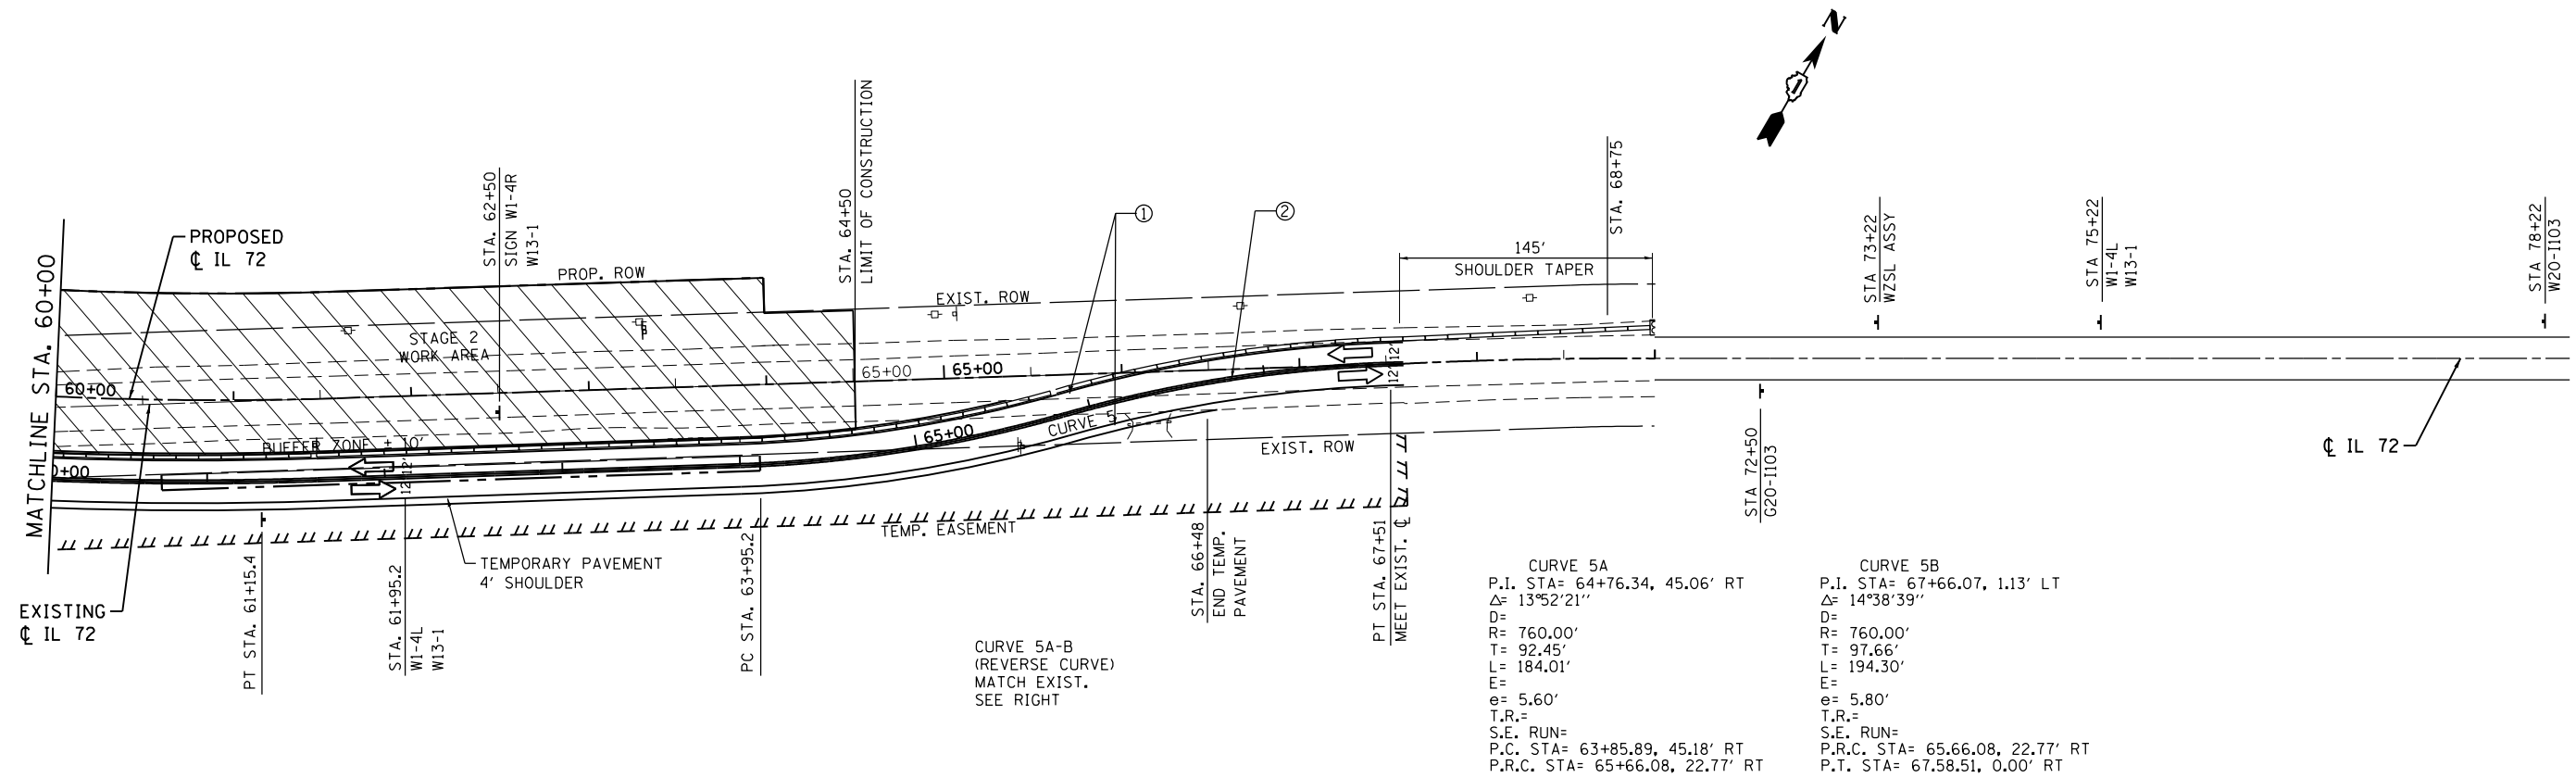 N
MATCHLINE STA. 60+00
PROPOSED
℄ IL 72
STA. 62+50
SIGN W1-4R
W13-1
PROP. ROW
STA. 64+50
LIMIT OF CONSTRUCTION
EXIST. ROW
①
②
145'
SHOULDER TAPER
STA. 68+75
STA 73+22
WZSL ASSY
STA 75+22
W1-4L
W13-1
STA 78+22
W20-I103
STAGE 2
WORK AREA
60+00
65+00
65+00
12'
12'
BUFFER ZONE ± 10'
0+00
12'
12'
65+00
CURVE 5
EXIST. ROW
℄ IL 72
STA 72+50
G20-I103
TEMP. EASEMENT
TEMPORARY PAVEMENT
4' SHOULDER
EXISTING
℄ IL 72
PT STA. 61+15.4
STA. 61+95.2
W1-4L
W13-1
PC STA. 63+95.2
STA. 66+48
END TEMP.
PAVEMENT
PT STA. 67+51
MEET EXIST. ℄
CURVE 5A-B
(REVERSE CURVE)
MATCH EXIST.
SEE RIGHT
CURVE 5A
P.I. STA= 64+76.34, 45.06' RT
Δ= 13°52'21''
D=
R= 760.00'
T= 92.45'
L= 184.01'
E=
e= 5.60'
T.R.=
S.E. RUN=
P.C. STA= 63+85.89, 45.18' RT
P.R.C. STA= 65+66.08, 22.77' RT
CURVE 5B
P.I. STA= 67+66.07, 1.13' LT
Δ= 14°38'39''
D=
R= 760.00'
T= 97.66'
L= 194.30'
E=
e= 5.80'
T.R.=
S.E. RUN=
P.R.C. STA= 65.66.08, 22.77' RT
P.T. STA= 67.58.51, 0.00' RT